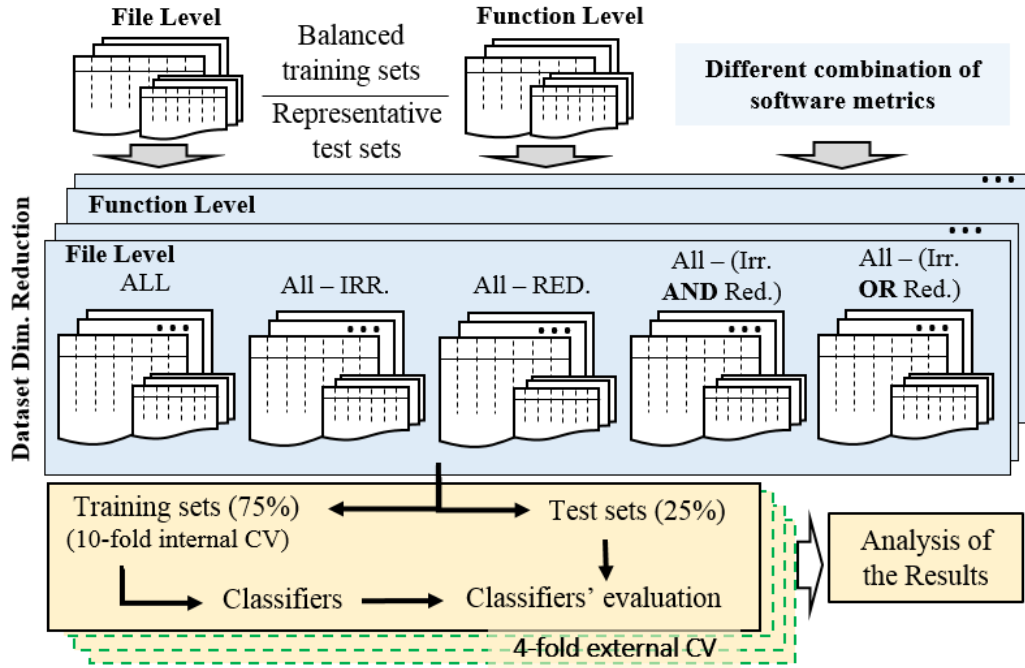 File Level
Balanced
training sets
Representative
test sets
Function Level
Different combination of
software metrics
Dataset Dim. Reduction
...
Function Level
...
File Level
ALL
All – IRR.
All – RED.
All – (Irr.
AND Red.)
All – (Irr.
OR Red.)
Training sets (75%)
(10-fold internal CV)
Test sets (25%)
Classifiers
Classifiers' evaluation
4-fold external CV
Analysis of
the Results